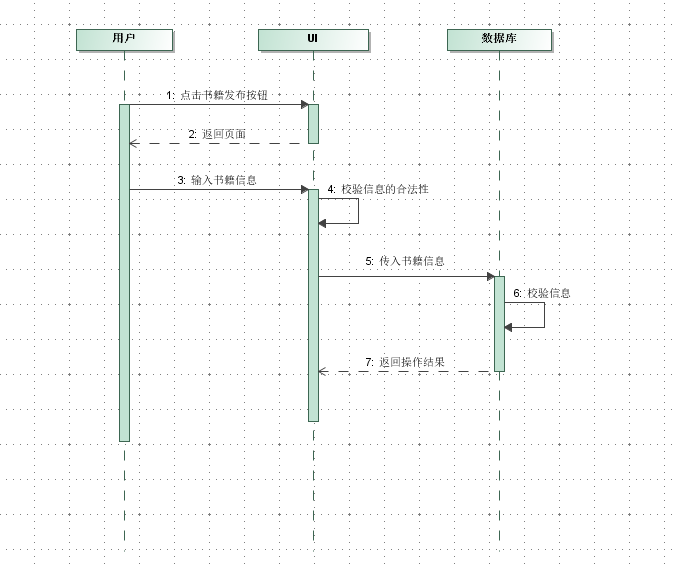 用户
UI
数据库
1: 点击书籍发布按钮
2: 返回页面
3: 输入书籍信息
4: 校验信息的合法性
5: 传入书籍信息
6: 校验信息
7: 返回操作结果